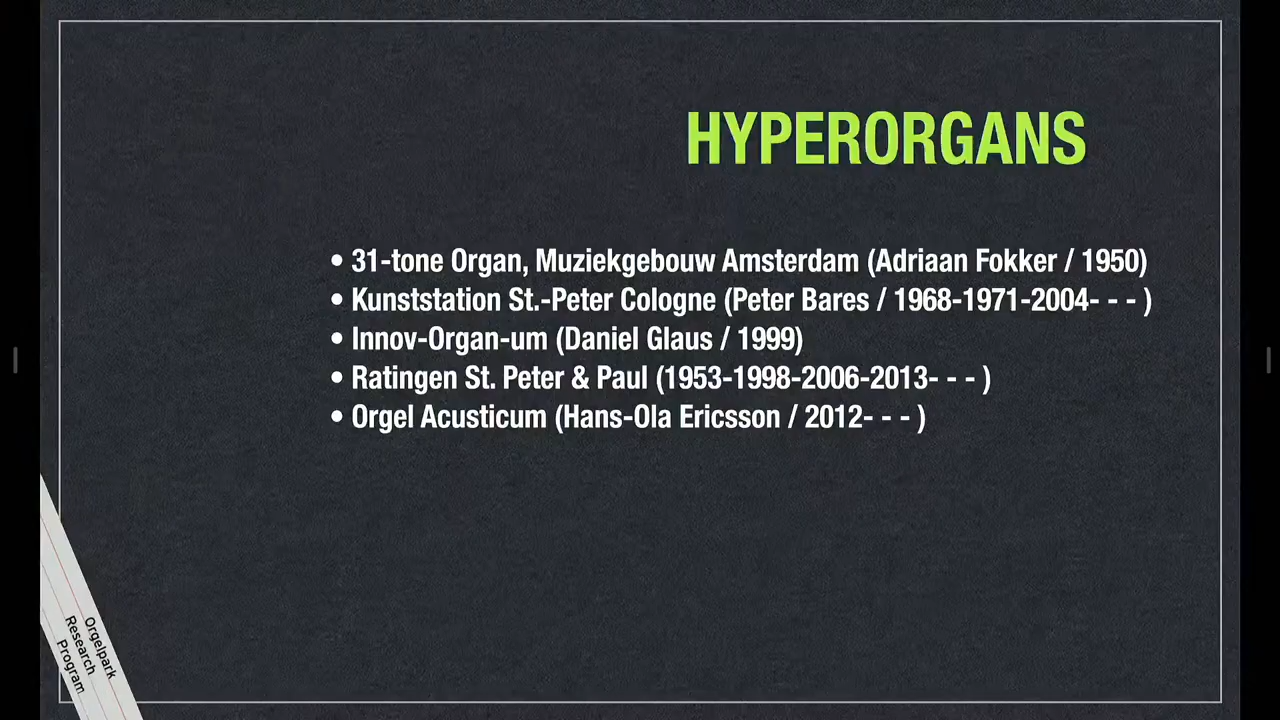 HYPERORGANS
• 31-tone Organ, Muziekgebouw Amsterdam (Adriaan Fokker / 1950)
• Kunststation St.-Peter Cologne (Peter Bares / 1968-1971-2004- - - )
• Innov-Organ-um (Daniel Glaus / 1999)
• Ratingen St. Peter & Paul (1953-1998-2006-2013- - - )
• Orgel Acusticum (Hans-Ola Ericsson / 2012- - - )
Orgelpark
Research
Program